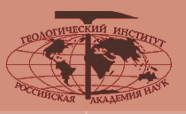 ГЕОЛОГИЧЕСКИЙ ИНСТИТУТ
РОССИЙСКАЯ АКАДЕМИЯ НАУК